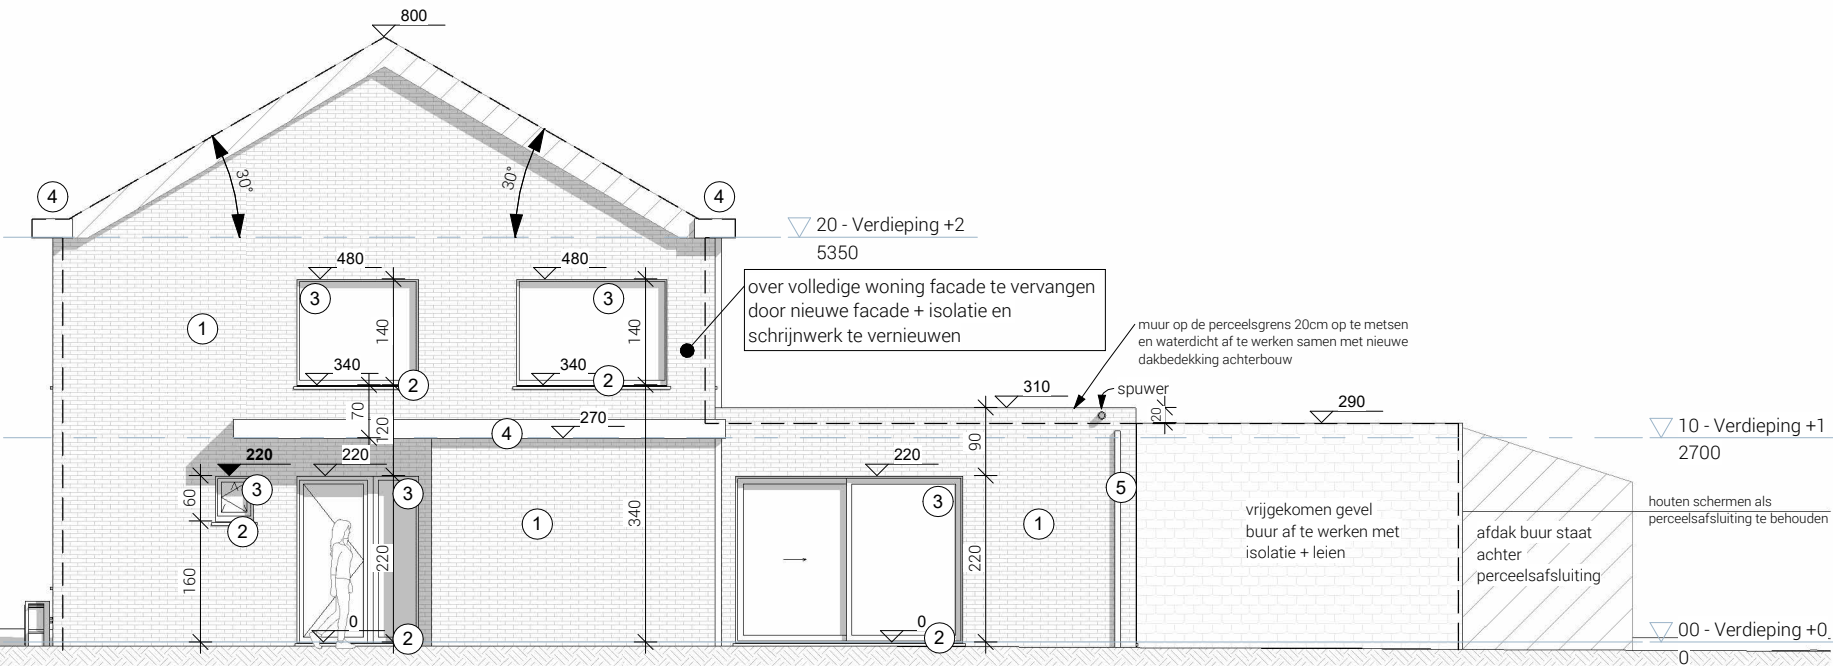 800
30°
30°
4
4
20 - Verdieping +2
5350
480
480
3
3
over volledige woning facade te vervangen
door nieuwe facade + isolatie en
schrijnwerk te vernieuwen
1
140
140
muur op de perceelsgrens 20cm op te metsen
en waterdicht af te werken samen met nieuwe
dakbedekking achterbouw
340
340
2
2
310
spuwer
20
290
70
120
270
4
10 - Verdieping +1
2700
90
220
220
220
60
3
3
3
5
2
1
1
340
houten schermen als
perceelsafsluiting te behouden
vrijgekomen gevel
buur af te werken met
isolatie + leien
afdak buur staat
achter
perceelsafsluiting
160
220
220
0
2
0
2
00 - Verdieping +0
0